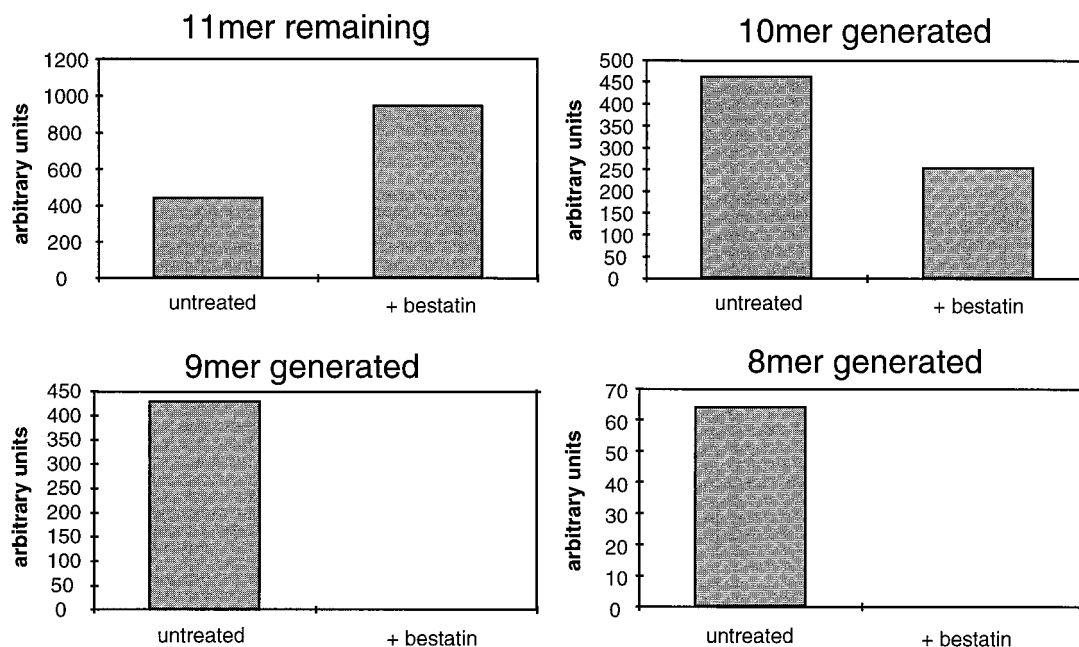 11mer remaining
arbitrary units
1200
1000
800
600
400
200
0
untreated
+ bestatin
10mer generated
arbitrary units
500
450
400
350
300
250
200
150
100
50
0
untreated
+ bestatin
9mer generated
arbitrary units
450
400
350
300
250
200
150
100
50
0
untreated
+ bestatin
8mer generated
arbitrary units
70
60
50
40
30
20
10
0
untreated
+ bestatin